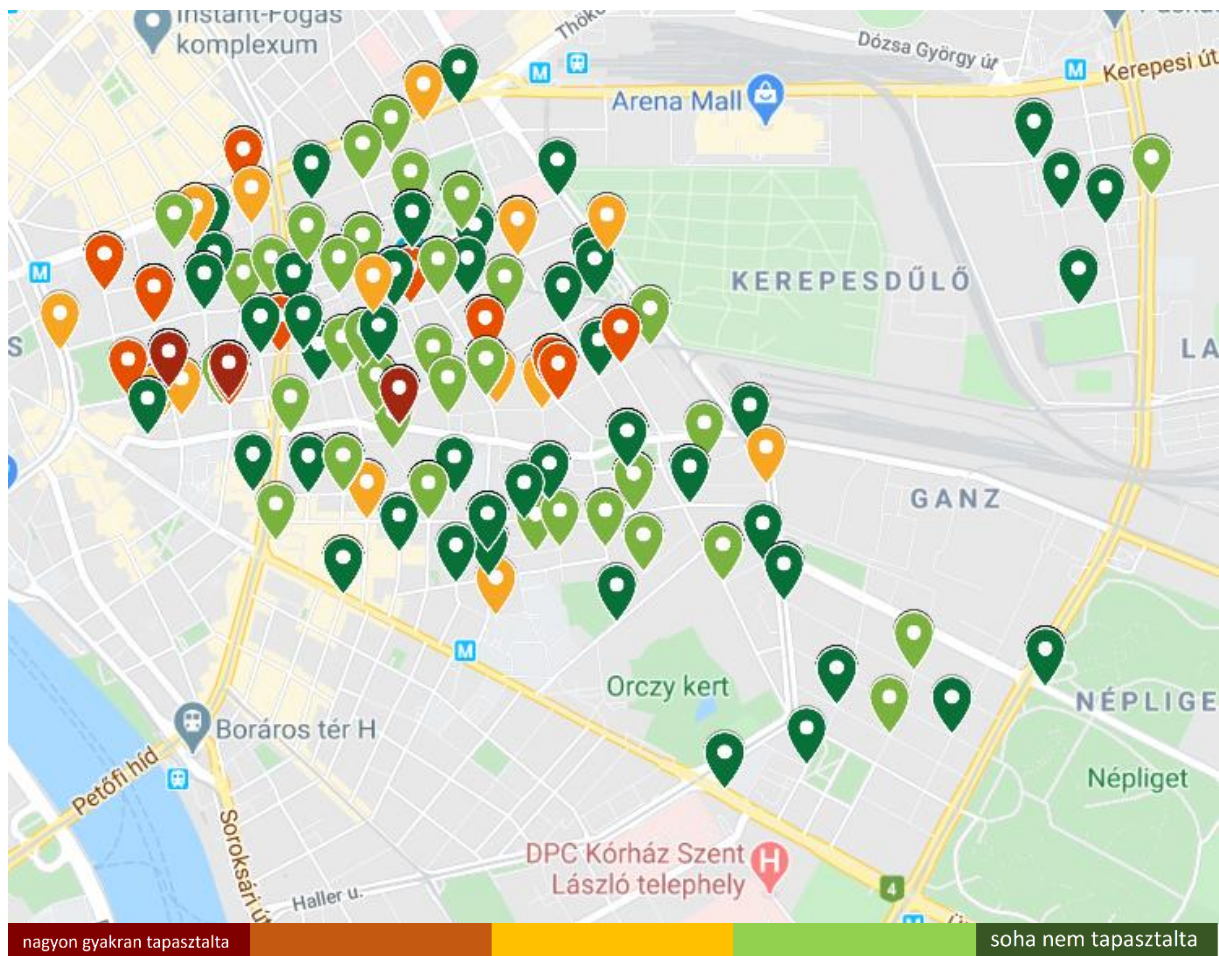 Instant-Fogas
komplexum
Dózsa György út
M
M
Kerepesi út
Arena Mall
M
KEREPESDŰLŐ
S
LA
GANZ
M
Orczy kert
NÉPLIGE
Boráros tér H
Petőfi híd
Népliget
Soroksári út
DPC Kórház Szent
László telephely
H
Haller u.
4
nagyon gyakran tapasztalta
soha nem tapasztalta